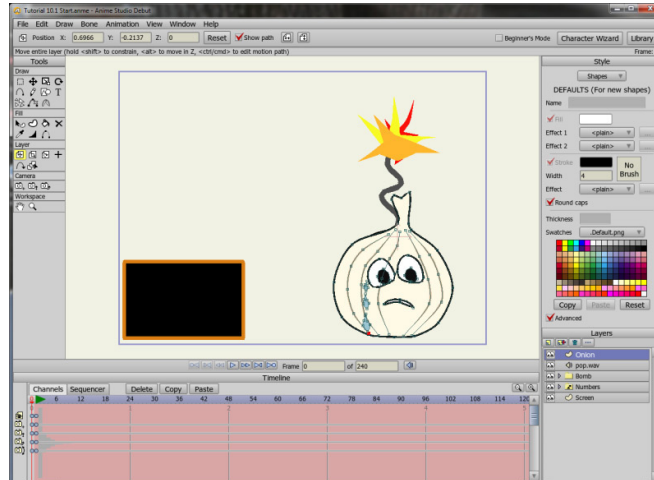 Tutorial 10.1 Start.anme - Anime Studio Debut
File Edit Draw Bone Animation View Window Help
Position X: 0.6966 Y: -0.2137 Z: 0 Reset Show path Beginner's Mode Character Wizard Library
Move entire layer (hold <shift> to constrain, <alt> to move in Z, <ctrl/cmd> to edit motion path) Frame:
Tools
Draw
T
Fill
Layer
Camera
Workspace
Style
Shapes
DEFAULTS (For new shapes)
Name
Fill
Effect 1 <plain>
Effect 2 <plain>
Stroke
No Brush
Width 4
Effect <plain>
Round caps
Thickness
Swatches .Default.png
Copy Paste Reset
Advanced
Layers
Onion
pop.wav
Bomb
Numbers
Screen
Frame 0 of 240
Timeline
Channels Sequencer Delete Copy Paste
0 6 12 18 24 30 36 42 48 54 60 66 72 78 84 90 96 102 108 114 120
1 2 3 4 5